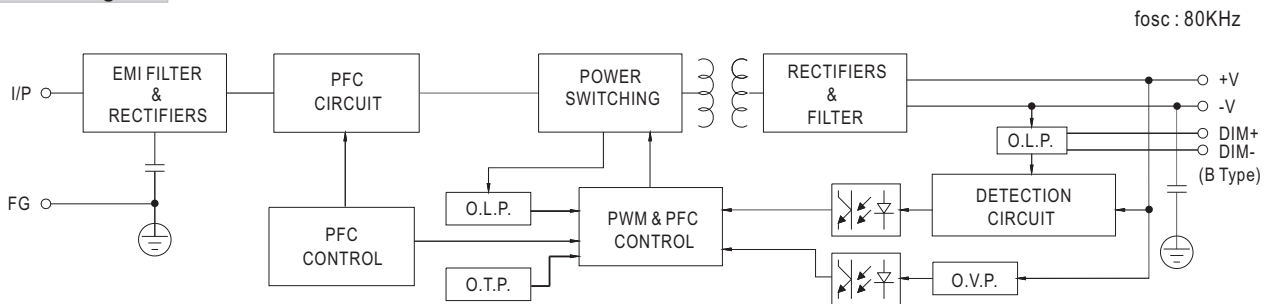 fosc : 80KHz
I/P
EMI FILTER
&
RECTIFIERS
PFC
CIRCUIT
POWER
SWITCHING
RECTIFIERS
&
FILTER
+V
-V
DIM+
DIM-
(B Type)
O.L.P.
FG
O.L.P.
PFC
CONTROL
PWM & PFC
CONTROL
DETECTION
CIRCUIT
O.T.P.
O.V.P.